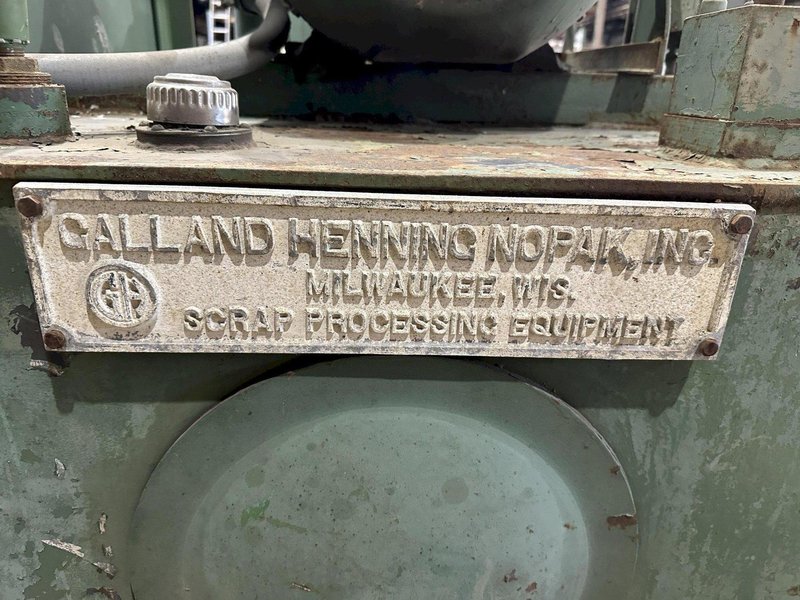 GALLAND HENNING NOPAK, INC.
MILWAUKEE, WIS.
SCRAP PROCESSING EQUIPMENT